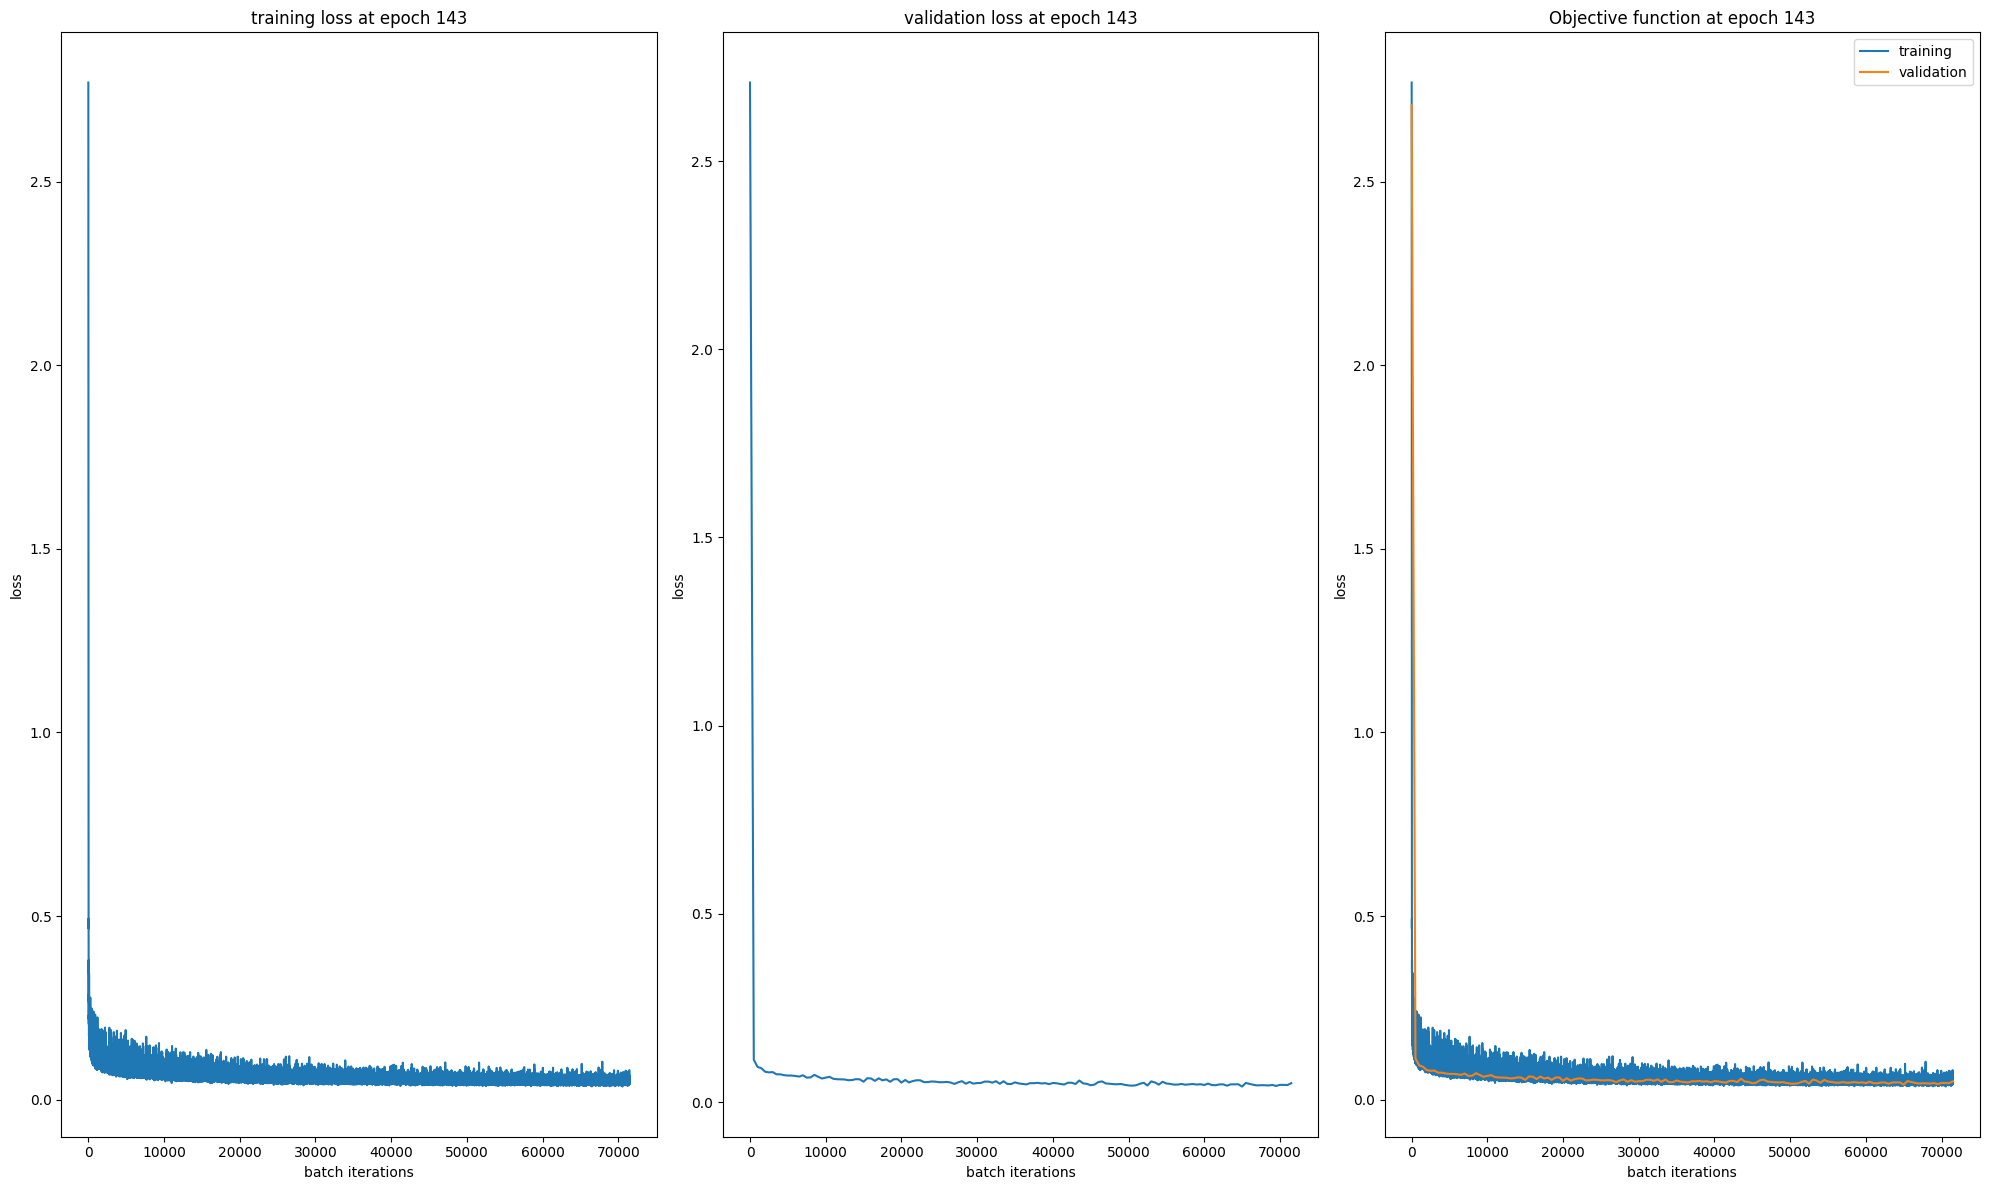 training loss at epoch 143
loss
2.5
2.0
1.5
1.0
0.5
0.0
0 10000 20000 30000 40000 50000 60000 70000
batch iterations
validation loss at epoch 143
loss
2.5
2.0
1.5
1.0
0.5
0.0
0 10000 20000 30000 40000 50000 60000 70000
batch iterations
Objective function at epoch 143
training
validation
loss
2.5
2.0
1.5
1.0
0.5
0.0
0 10000 20000 30000 40000 50000 60000 70000
batch iterations